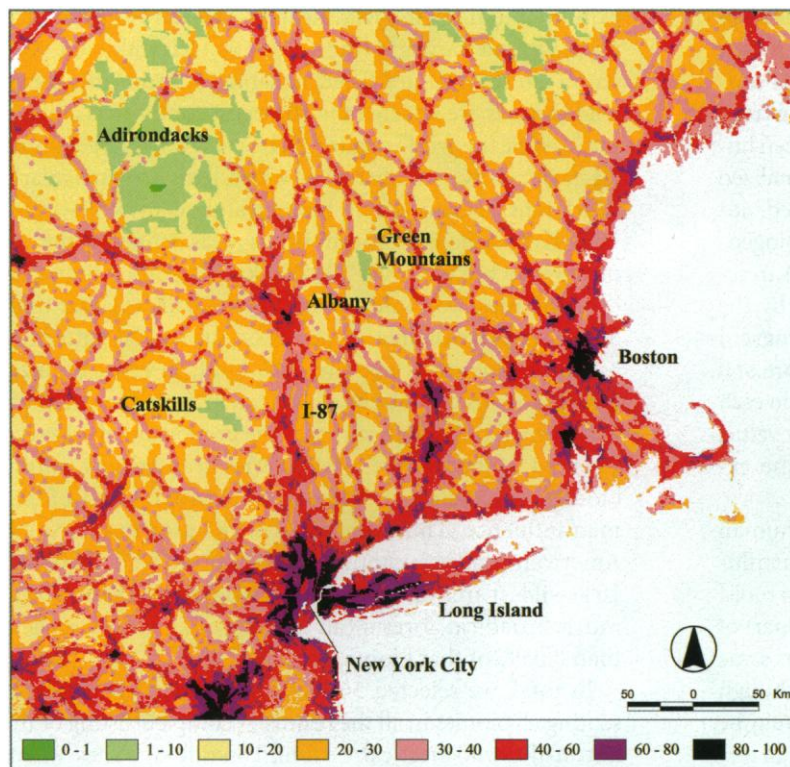 Adirondacks
Green
Mountains
Albany
Boston
Catskills
I-87
Long Island
New York City
50 0 50 Km
0 - 1 1 - 10 10 - 20 20 - 30 30 - 40 40 - 60 60 - 80 80 - 100